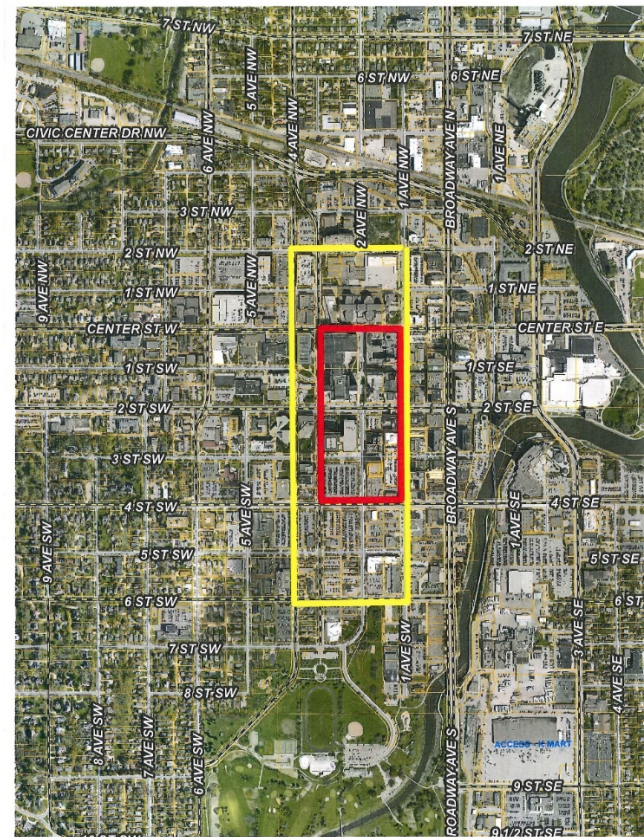 7 ST NW
7 ST NE
5 AVE NW
6 ST NW
6 ST NE
4 AVE NW
BROADWAY AVE N
1 AVE NE
CIVIC CENTER DR NW
6 AVE NW
1 AVE NW
2 AVE NW
3 ST NW
2 ST NW
2 ST NE
9 AVE NW
1 ST NW
5 AVE NW
1 ST NE
CENTER ST W
CENTER ST E
1 ST SW
1 ST SE
2 ST SW
2 ST SE
3 ST SW
BROADWAY AVE S
4 ST SW
4 ST SE
9 AVE SW
5 AVE SW
1 AVE SE
5 ST SW
5 ST SE
6 ST SW
6 ST
3 AVE SE
7 ST SW
1 AVE SW
4 AVE SE
8 ST SW
8 AVE SW
7 AVE SW
6 AVE SW
BROADWAY AVE S
ACCESS - K MART
9 ST SE
9 1/2 ST SE